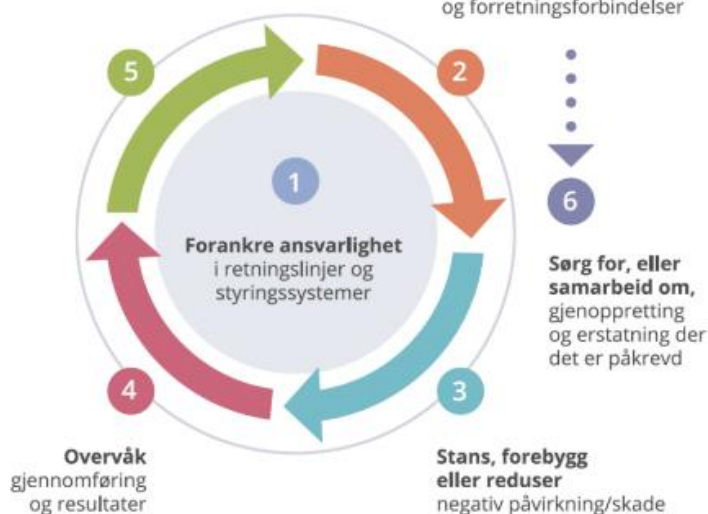 og forretningsforbindelser
5
2
1
6
Forankre ansvarlighet
i retningslinjer og
styringssystemer
Sørg for, eller
samarbeid om,
gjenoppretting
og erstatning der
det er påkrevd
4
3
Overvåk
gjennomføring
og resultater
Stans, forebygg
eller reduser
negativ påvirkning/skade